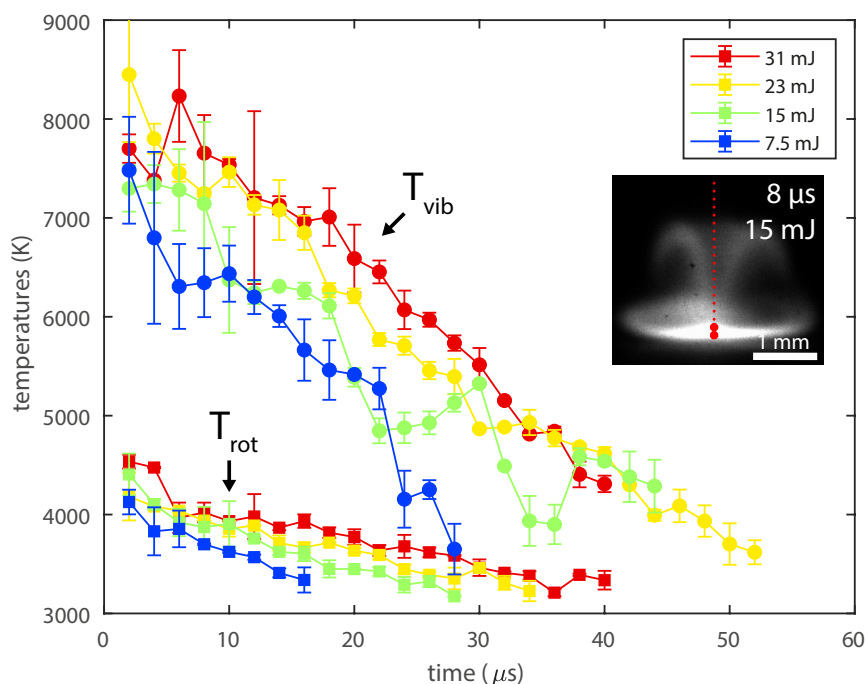 9000
8000
7000
6000
5000
4000
3000
temperatures (K)
0
10
20
30
40
50
60
time ( μs)
31 mJ
23 mJ
15 mJ
7.5 mJ
T vib
T rot
8 μs
15 mJ
1 mm